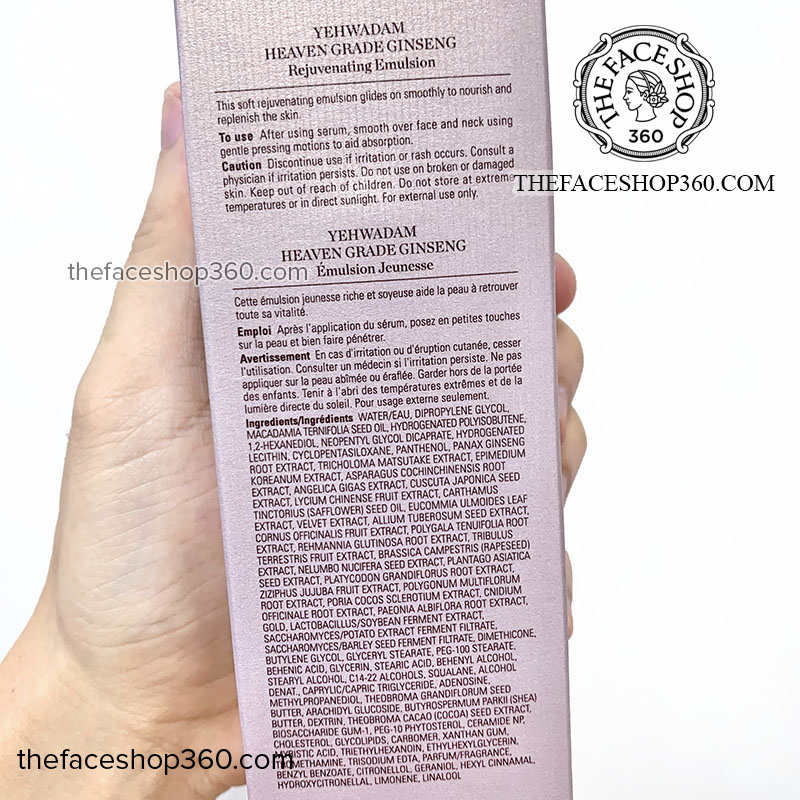 YEHWADAM
HEAVEN GRADE GINSENG
Rejuvenating Emulsion
This soft rejuvenating emulsion glides on smoothly to nourish and
replenish the skin.
To use After using serum, smooth over face and neck using
gentle pressing motions to aid absorption.
Caution Discontinue use if irritation or rash occurs. Consult a
physician if irritation persists. Do not use on broken or damaged
skin. Keep out of reach of children. Do not store at extreme
temperatures or in direct sunlight. For external use only.
YEHWADAM
HEAVEN GRADE GINSENG
Émulsion Jeunesse
Cette émulsion jeunesse riche et soyeuse aide la peau à retrouver
toute sa vitalité.
Emploi Après l'application du sérum, posez en petites touches
sur la peau et bien faire pénétrer.
Avertissement En cas d'irritation ou d'éruption cutanée, cesser
l'utilisation. Consulter un médecin si l'irritation persiste. Ne pas
appliquer sur la peau abîmée ou éraflée. Garder hors de la portée
des enfants. Tenir à l'abri des températures extrêmes et de la
lumière directe du soleil. Pour usage externe seulement.
Ingredients/Ingrédients WATER/EAU, DIPROPYLENE GLYCOL,
MACADAMIA TERNIFOLIA SEED OIL, HYDROGENATED POLYISOBUTENE,
1,2-HEXANEDIOL, NEOPENTYL GLYCOL DICAPRATE, HYDROGENATED
LECITHIN, CYCLOPENTASILOXANE, PANTHENOL, PANAX GINSENG
ROOT EXTRACT, TRICHOLOMA MATSUTAKE EXTRACT, EPIMEDIUM
KOREANUM EXTRACT, ASPARAGUS COCHINCHINENSIS ROOT
EXTRACT, ANGELICA GIGAS EXTRACT, CUSCUTA JAPONICA SEED
EXTRACT, LYCIUM CHINENSE FRUIT EXTRACT, CARTHAMUS
TINCTORIUS (SAFFLOWER) SEED OIL, EUCOMMIA ULMOIDES LEAF
EXTRACT, VELVET EXTRACT, ALLIUM TUBEROSUM SEED EXTRACT,
CORNUS OFFICINALIS FRUIT EXTRACT, POLYGALA TENUIFOLIA ROOT
EXTRACT, REHMANNIA GLUTINOSA ROOT EXTRACT, TRIBULUS
TERRESTRIS FRUIT EXTRACT, BRASSICA CAMPESTRIS (RAPESEED)
SEED EXTRACT, NELUMBO NUCIFERA SEED EXTRACT, PLANTAGO ASIATICA
SEED EXTRACT, PLATYCODON GRANDIFLORUS ROOT EXTRACT,
ZIZIPHUS JUJUBA FRUIT EXTRACT, POLYGONUM MULTIFLORUM
ROOT EXTRACT, PORIA COCOS SCLEROTIUM EXTRACT, CNIDIUM
OFFICINALE ROOT EXTRACT, PAEONIA ALBIFLORA ROOT EXTRACT,
GOLD, LACTOBACILLUS/SOYBEAN FERMENT EXTRACT,
SACCHAROMYCES/POTATO EXTRACT FERMENT FILTRATE,
SACCHAROMYCES/BARLEY SEED FERMENT FILTRATE, DIMETHICONE,
BUTYLENE GLYCOL, GLYCERYL STEARATE, PEG-100 STEARATE,
BEHENIC ACID, GLYCERIN, STEARIC ACID, BEHENYL ALCOHOL,
STEARYL ALCOHOL, C14-22 ALCOHOLS, SQUALANE, ALCOHOL
DENAT., CAPRYLIC/CAPRIC TRIGLYCERIDE, ADENOSINE,
METHYLPROPANEDIOL, THEOBROMA GRANDIFLORUM SEED
BUTTER, ARACHIDYL GLUCOSIDE, BUTYROSPERMUM PARKII (SHEA)
BUTTER, DEXTRIN, THEOBROMA CACAO (COCOA) SEED EXTRACT,
BIOSACCHARIDE GUM-1, PEG-10 PHYTOSTEROL, CERAMIDE NP,
CHOLESTEROL, GLYCOLIPIDS, CARBOMER, XANTHAN GUM,
MYRISTIC ACID, TRIETHYLHEXANOIN, ETHYLHEXYLGLYCERIN,
TROMETHAMINE, TRISODIUM EDTA, PARFUM/FRAGRANCE,
BENZYL BENZOATE, CITRONELLOL, GERANIOL, HEXYL CINNAMAL,
HYDROXYCITRONELLAL, LIMONENE, LINALOOL
THE FACE SHOP
360
THEFACESHOP360.COM
thefaceshop360.com
thefaceshop360.com
thefaceshop360.com